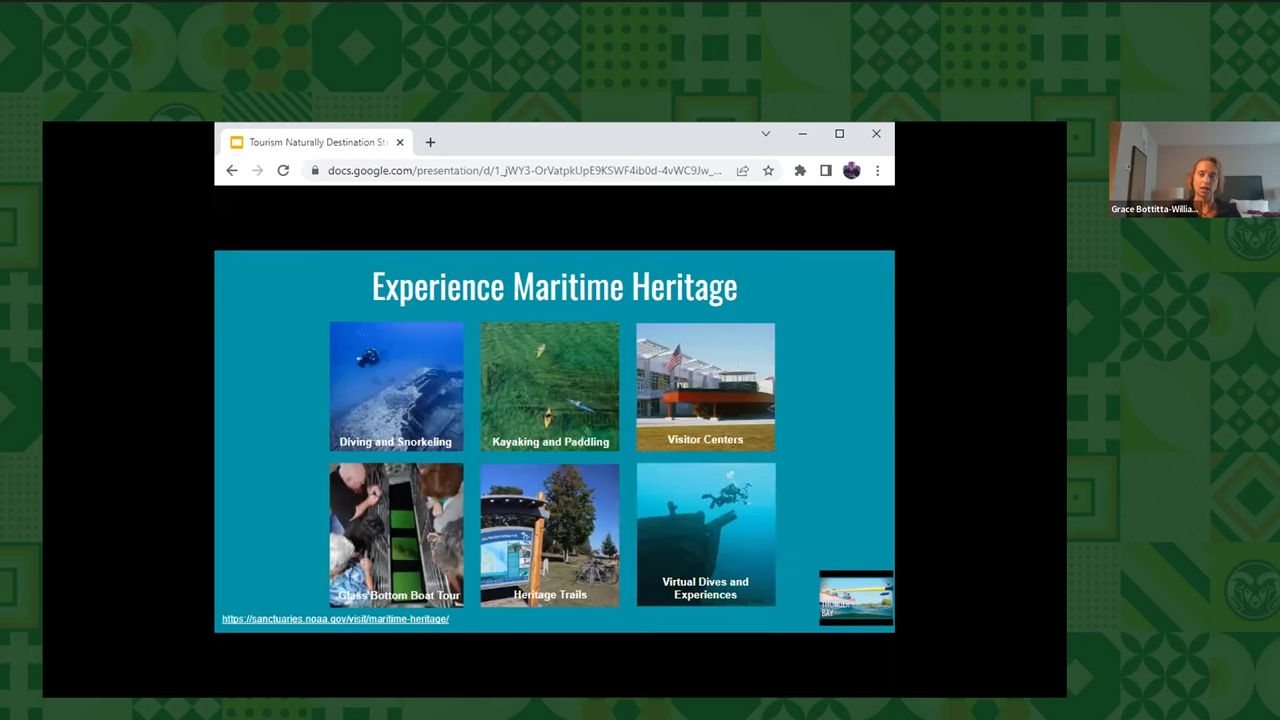 Tourism Naturally Destination St
docs.google.com/presentation/d/1_jWY3-OrVatpkUpE9KSWF4ib0d-4vWC9Jw_...
Grace Bottitta-Willia...
Experience Maritime Heritage
Diving and Snorkeling
Kayaking and Paddling
Visitor Centers
Glass Bottom Boat Tour
Heritage Trails
Virtual Dives and
Experiences
THUNDER
BAY
https://sanctuaries.noaa.gov/visit/maritime-heritage/